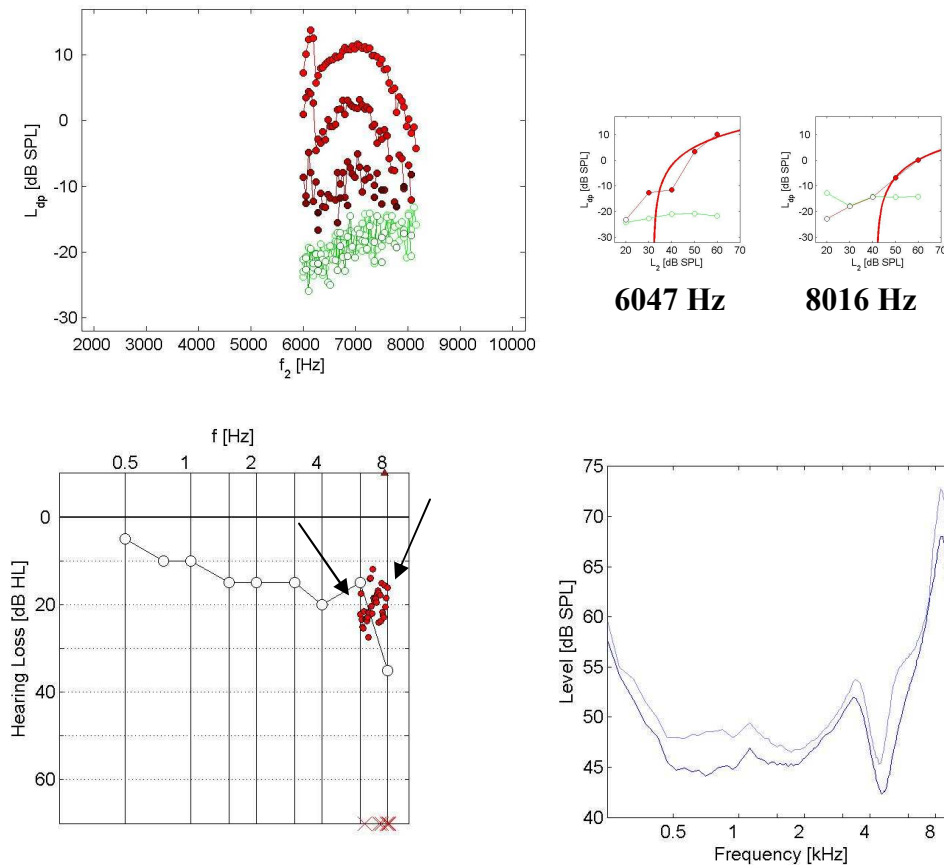 10
0
-10
-20
-30
L_dp [dB SPL]
2000 3000 4000 5000 6000 7000 8000 9000 10000
f_2 [Hz]
10
0
-10
-20
-30
L_dp [dB SPL]
20 30 40 50 60 70
L_2 [dB SPL]
6047 Hz
10
0
-10
-20
-30
L_dp [dB SPL]
20 30 40 50 60 70
L_2 [dB SPL]
8016 Hz
f [Hz]
0.5 1 2 4 8
0
20
40
60
Hearing Loss [dB HL]
75
70
65
60
55
50
45
40
Level [dB SPL]
0.5 1 2 4 8
Frequency [kHz]